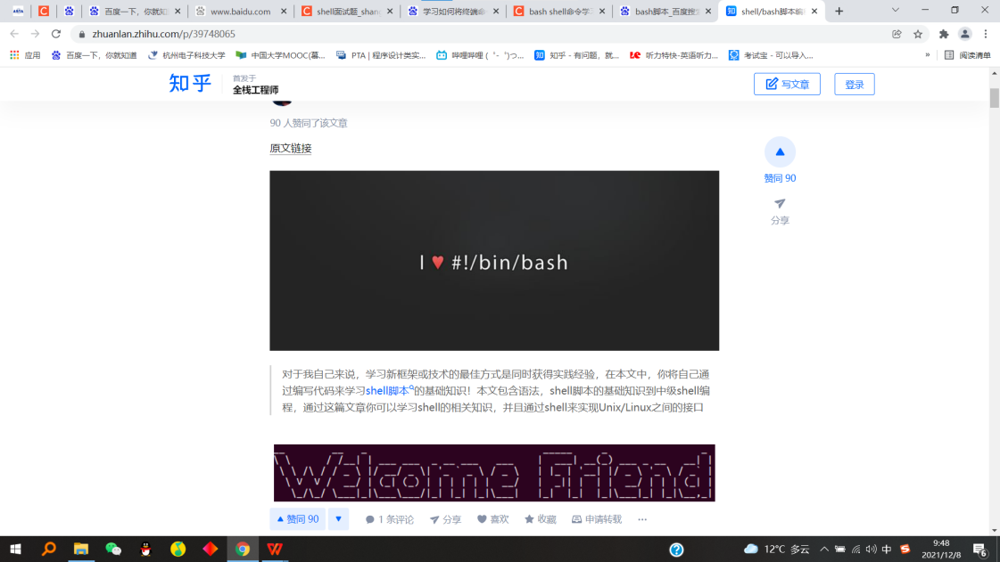 百度一下，你就知
www.baidu.com
shell面试题_shang
学习如何将终端命
bash shell命令学习
bash脚本_百度搜
shell/bash脚本编
zhuanlan.zhihu.com/p/39748065
应用
百度一下，你就知道
杭州电子科技大学
中国大学MOOC(慕...
PTA | 程序设计类实...
哔哩哔哩 (゜-゜)つ...
知乎 - 有问题，就...
听力特快-英语听力...
考试宝 - 可以导入...
»
阅读清单
知乎
首发于
全栈工程师
写文章
登录
90 人赞同了该文章
原文链接
I ♥ #!/bin/bash
赞同 90
分享
对于我自己来说，学习新框架或技术的最佳方式是同时获得实践经验，在本文中，你将自己通
过编写代码来学习shell脚本的基础知识！本文包含语法，shell脚本的基础知识到中级shell编
程，通过这篇文章你可以学习shell的相关知识，并且通过shell来实现Unix/Linux之间的接口
Welcome Friend
赞同 90
1 条评论
分享
喜欢
收藏
申请转载
12°C 多云
中
9:48
2021/12/8
6